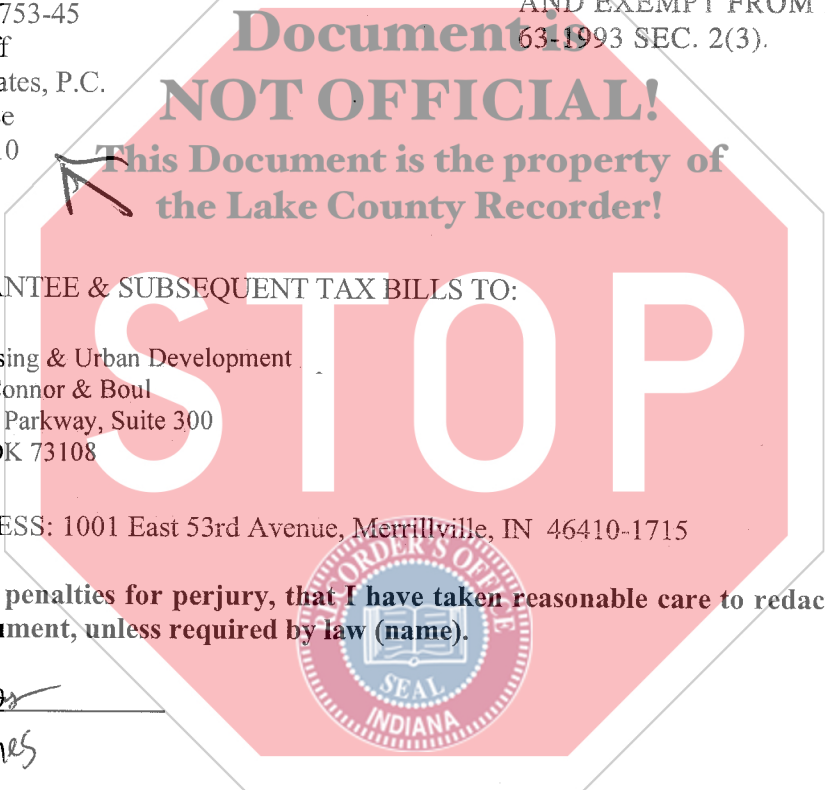 753-45
AND EXEMPT FROM
Document is
63-1993 SEC. 2(3).
ates, P.C.
NOT OFFICIAL!
This Document is the property of
the Lake County Recorder!
ANTEE & SUBSEQUENT TAX BILLS TO:
STOP
sing & Urban Development
Connor & Boul
Parkway, Suite 300
OK 73108
ESS: 1001 East 53rd Avenue, Merrillville, IN 46410-1715
penalties for perjury, that I have taken reasonable care to redac
ument, unless required by law (name).
RECORDER'S OFFICE
SEAL
INDIANA